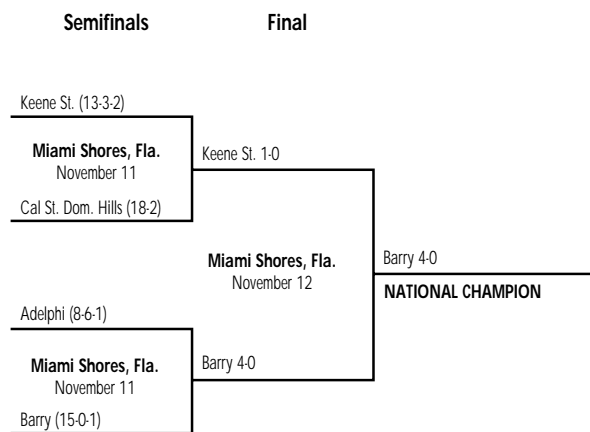 Semifinals
Final
Keene St. (13-3-2)
Miami Shores, Fla.
November 11
Cal St. Dom. Hills (18-2)
Keene St. 1-0
Miami Shores, Fla.
November 12
Barry 4-0
NATIONAL CHAMPION
Adelphi (8-6-1)
Miami Shores, Fla.
November 11
Barry (15-0-1)
Barry 4-0